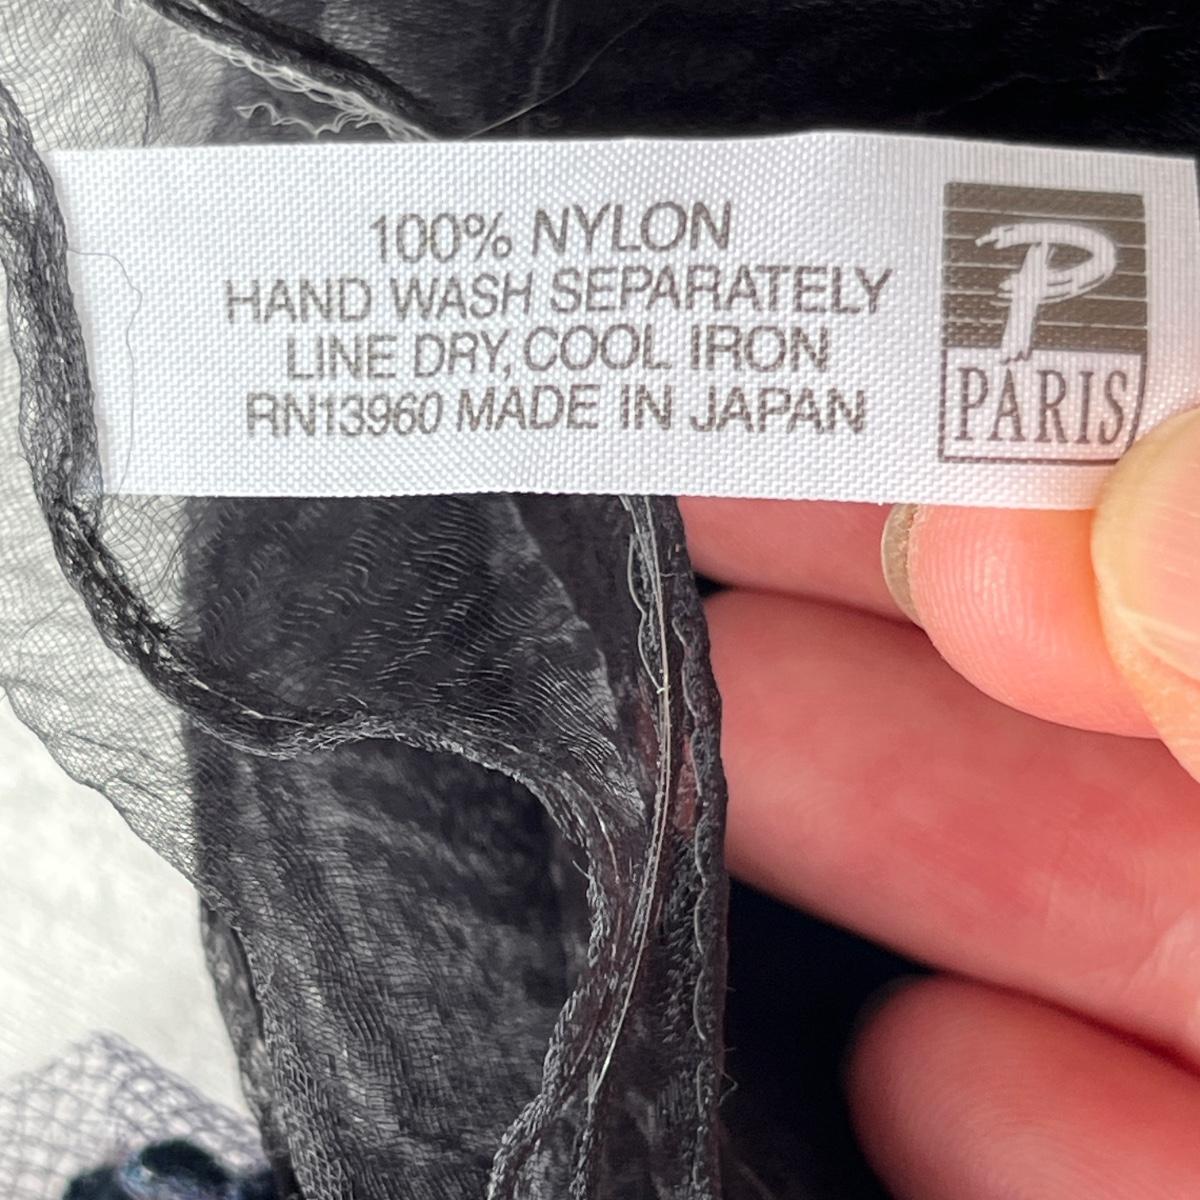 100% NYLON
HAND WASH SEPARATELY
LINE DRY, COOL IRON
RN13960 MADE IN JAPAN
P
PARIS